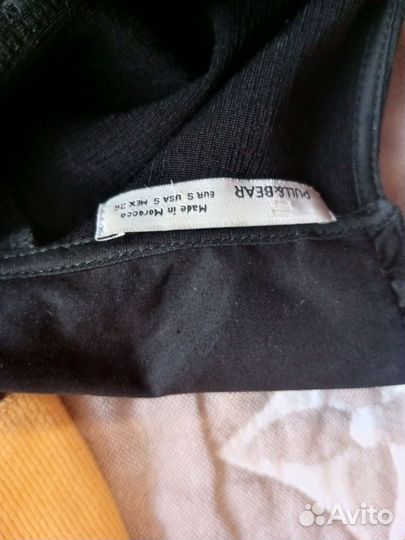 PULL&BEAR
EUR S USA S MEX 26
Made in Morocco
Avito